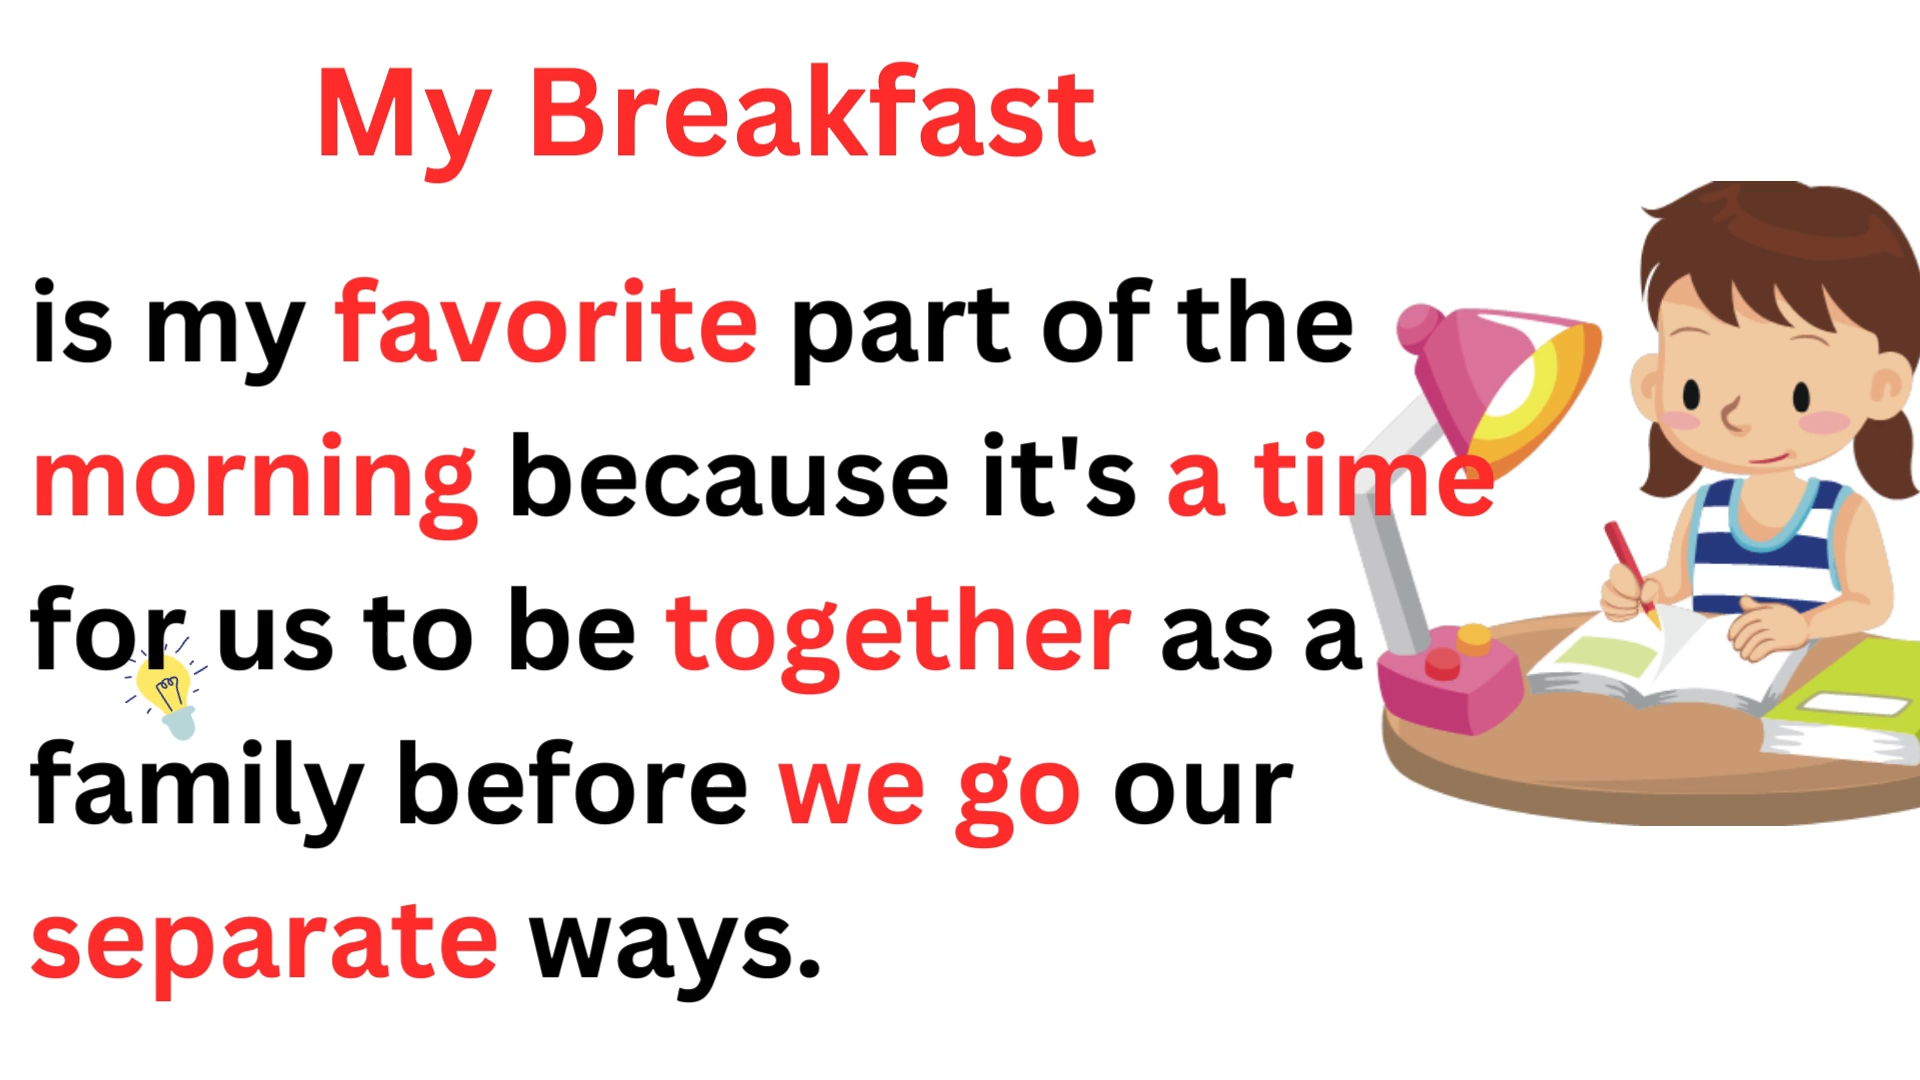 My Breakfast
is my favorite part of the
morning because it's a time
for us to be together as a
family before we go our
separate ways.